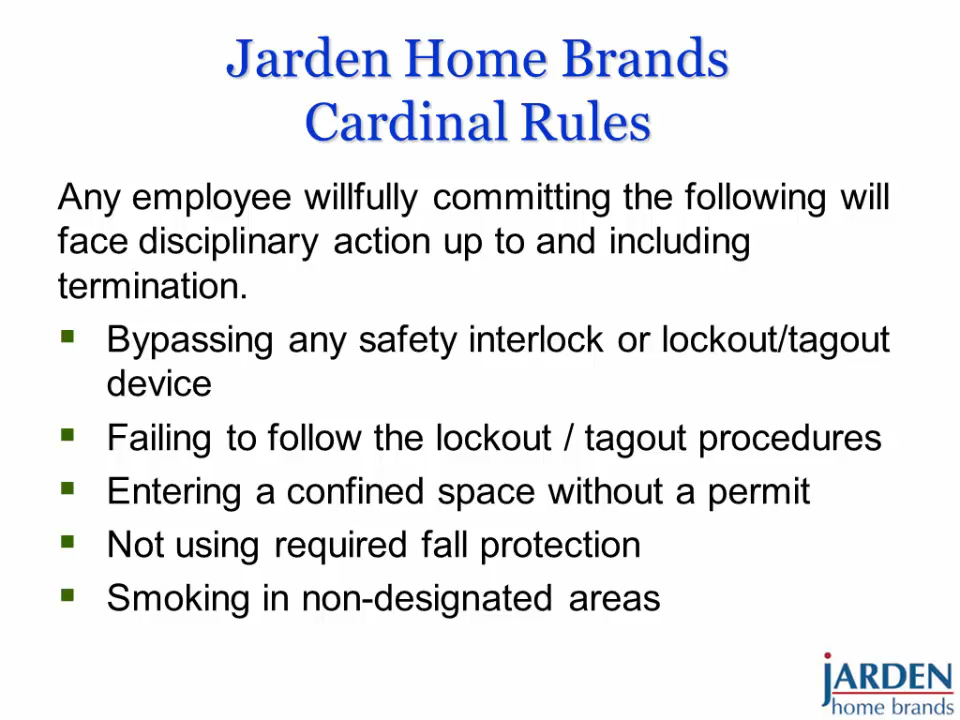 Jarden Home Brands
Cardinal Rules
Any employee willfully committing the following will
face disciplinary action up to and including
termination.
Bypassing any safety interlock or lockout/tagout
device
Failing to follow the lockout / tagout procedures
Entering a confined space without a permit
Not using required fall protection
Smoking in non-designated areas
jARDEN
home brands